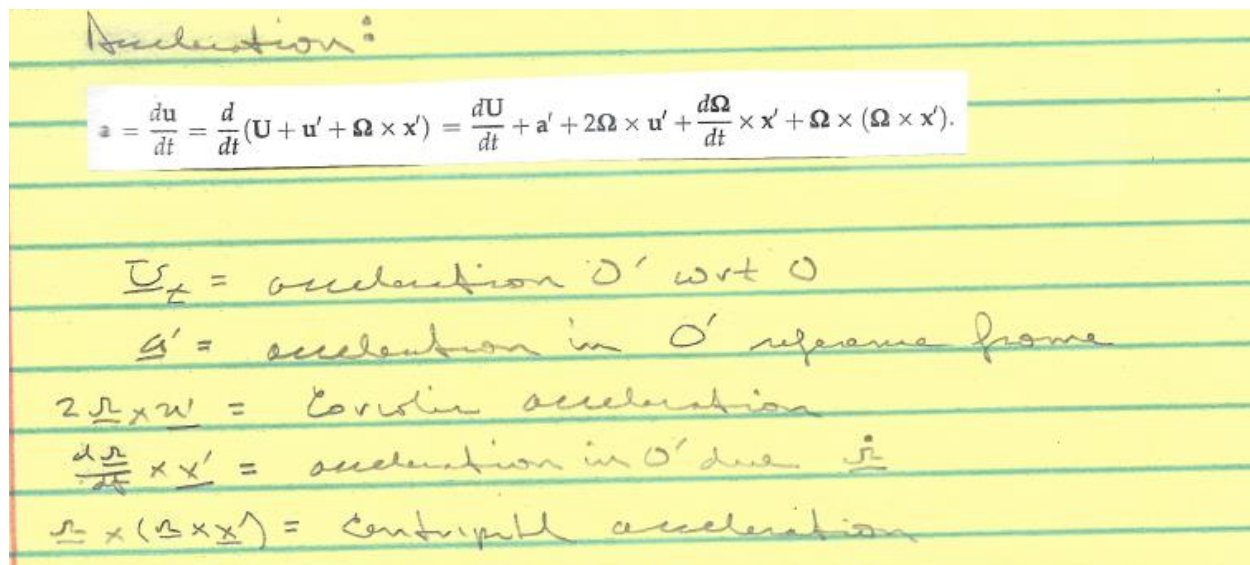 Acceleration:
a = du/dt = d/dt (U + u′ + Ω × x′) = dU/dt + a′ + 2Ω × u′ + dΩ/dt × x′ + Ω × (Ω × x′).
U_t = acceleration O′ wrt O
a′ = acceleration in O′ reference frame
2Ω × u′ = Coriolis acceleration
dΩ/dt × x′ = acceleration in O′ due Ω̇
Ω × (Ω × x′) = Centripetal acceleration